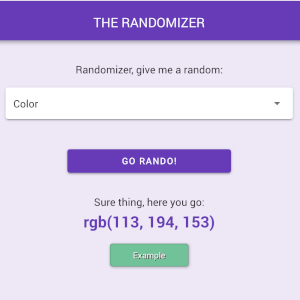 THE RANDOMIZER
Randomizer, give me a random:
Color
GO RANDO!
Sure thing, here you go:
rgb(113, 194, 153)
Example